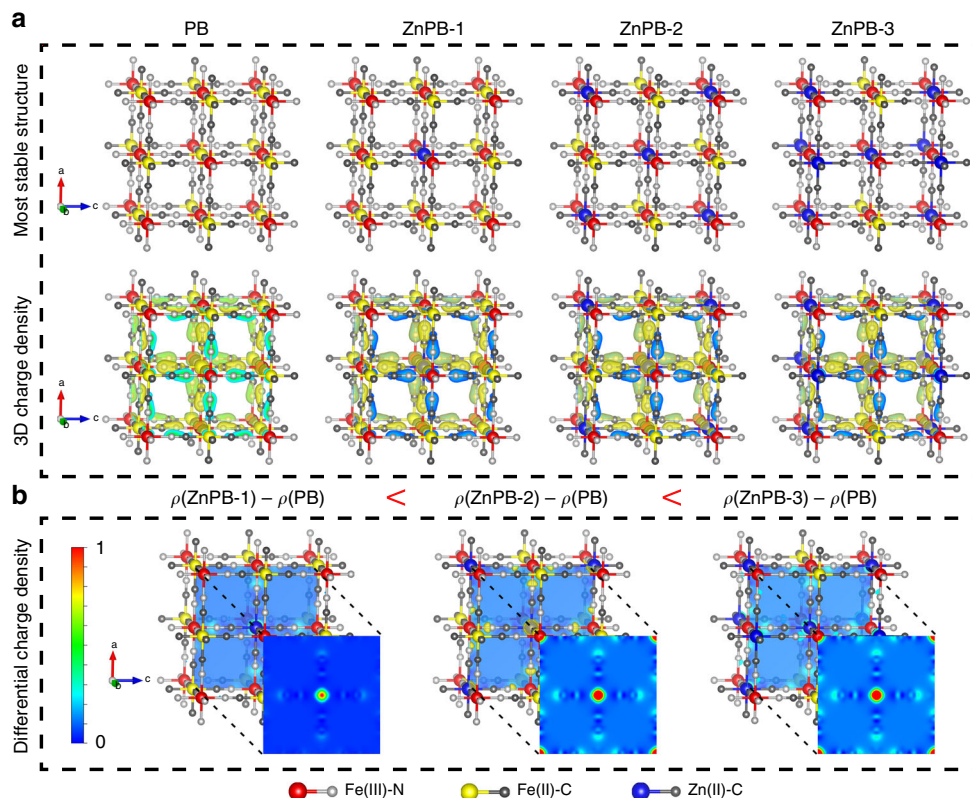 a
PB ZnPB-1 ZnPB-2 ZnPB-3
Most stable structure
a
b
c
3D charge density
a
b
c
b
ρ(ZnPB-1) – ρ(PB) < ρ(ZnPB-2) – ρ(PB) < ρ(ZnPB-3) – ρ(PB)
Differential charge density
1
0
a
b
c
Fe(III)-N Fe(II)-C Zn(II)-C